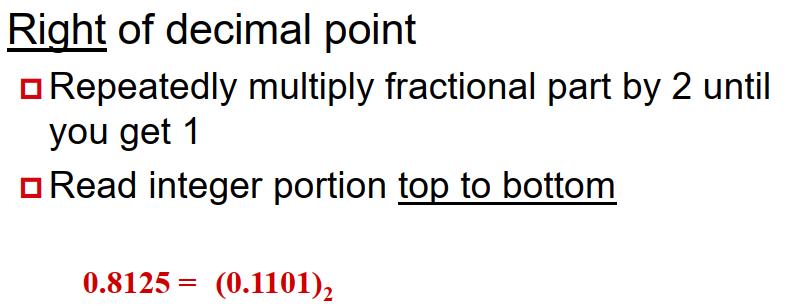 Right of decimal point
Repeatedly multiply fractional part by 2 until
you get 1
Read integer portion top to bottom
0.8125 = (0.1101)₂